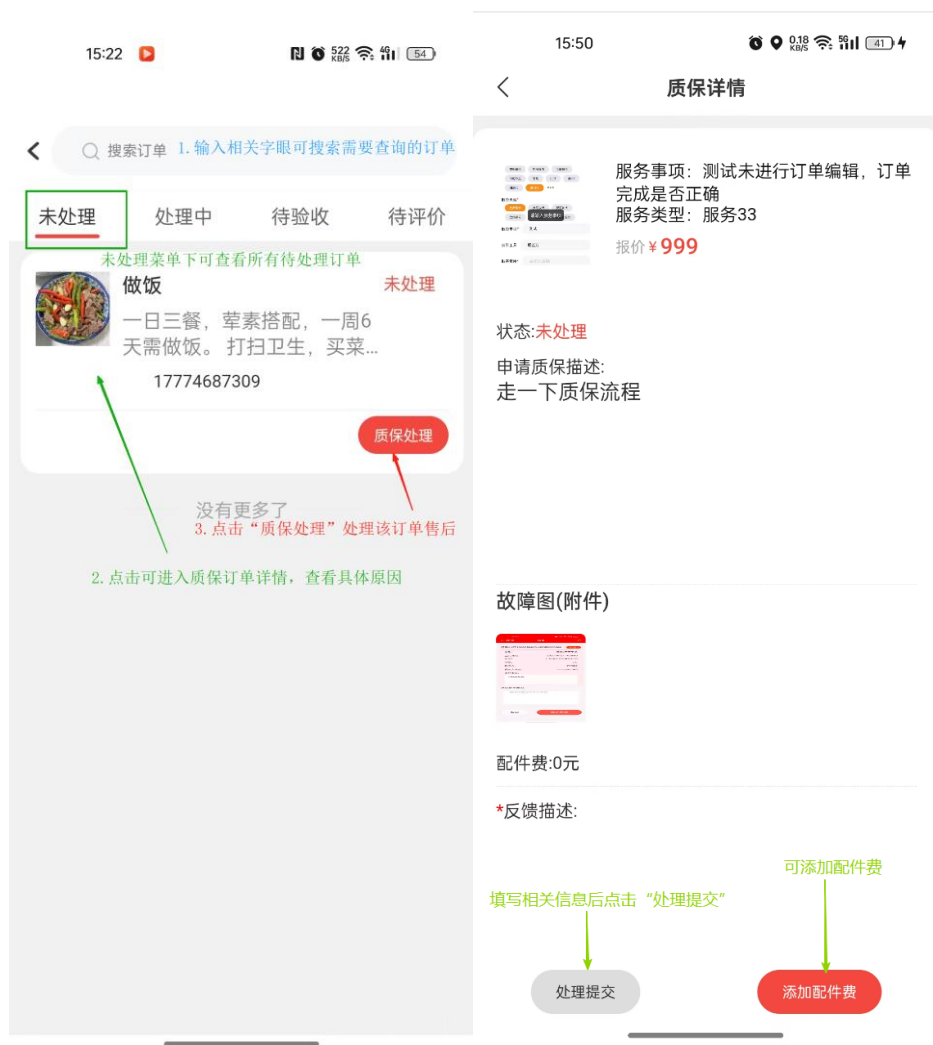 15:22
522
KB/S
4G
54
搜索订单
1.输入相关字眼可搜索需要查询的订单
未处理
处理中
待验收
待评价
未处理菜单下可查看所有待处理订单
做饭
未处理
一日三餐，荤素搭配，一周6
天需做饭。打扫卫生，买菜...
17774687309
质保处理
没有更多了
3.点击“质保处理”处理该订单售后
2.点击可进入质保订单详情，查看具体原因
15:50
0.18
KB/S
5G
41
质保详情
服务事项：测试未进行订单编辑，订单
完成是否正确
服务类型：服务33
报价￥999
状态:未处理
申请质保描述:
走一下质保流程
故障图(附件)
配件费:0元
*反馈描述:
可添加配件费
填写相关信息后点击“处理提交”
处理提交
添加配件费